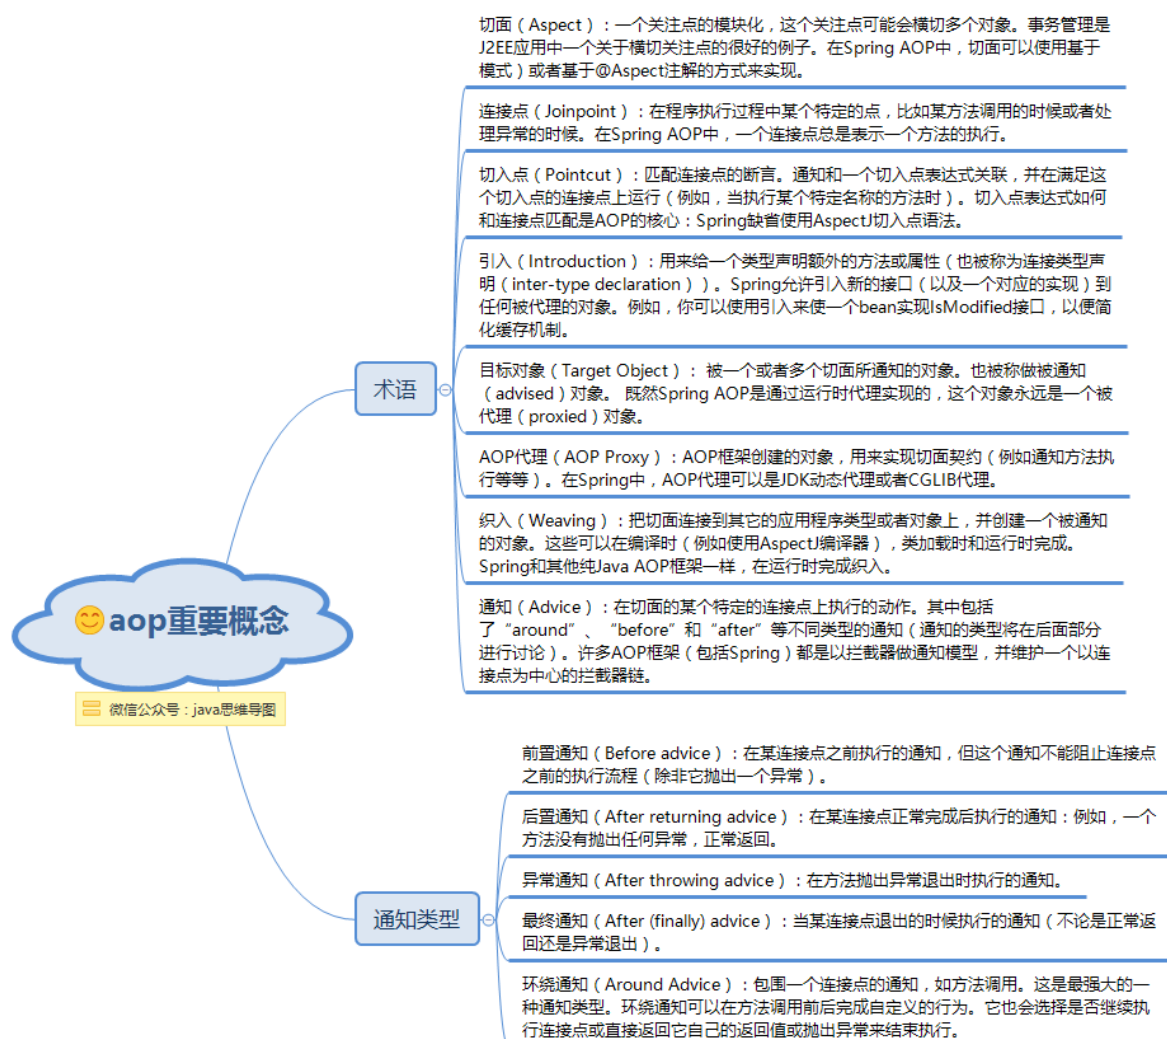 切面（Aspect）：一个关注点的模块化，这个关注点可能会横切多个对象。事务管理是
J2EE应用中一个关于横切关注点的很好的例子。在Spring AOP中，切面可以使用基于
模式）或者基于@Aspect注解的方式来实现。
连接点（Joinpoint）：在程序执行过程中某个特定的点，比如某方法调用的时候或者处
理异常的时候。在Spring AOP中，一个连接点总是表示一个方法的执行。
切入点（Pointcut）：匹配连接点的断言。通知和一个切入点表达式关联，并在满足这
个切入点的连接点上运行（例如，当执行某个特定名称的方法时）。切入点表达式如何
和连接点匹配是AOP的核心：Spring缺省使用AspectJ切入点语法。
引入（Introduction）：用来给一个类型声明额外的方法或属性（也被称为连接类型声
明（inter-type declaration））。Spring允许引入新的接口（以及一个对应的实现）到
任何被代理的对象。例如，你可以使用引入来使一个bean实现IsModified接口，以便简
化缓存机制。
术语
目标对象（Target Object）： 被一个或者多个切面所通知的对象。也被称做被通知
（advised）对象。 既然Spring AOP是通过运行时代理实现的，这个对象永远是一个被
代理（proxied）对象。
AOP代理（AOP Proxy）：AOP框架创建的对象，用来实现切面契约（例如通知方法执
行等等）。在Spring中，AOP代理可以是JDK动态代理或者CGLIB代理。
织入（Weaving）：把切面连接到其它的应用程序类型或者对象上，并创建一个被通知
的对象。这些可以在编译时（例如使用AspectJ编译器），类加载时和运行时完成。
Spring和其他纯Java AOP框架一样，在运行时完成织入。
通知（Advice）：在切面的某个特定的连接点上执行的动作。其中包括
了“around”、“before”和“after”等不同类型的通知（通知的类型将在后面部分
进行讨论）。许多AOP框架（包括Spring）都是以拦截器做通知模型，并维护一个以连
接点为中心的拦截器链。
aop重要概念
微信公众号：java思维导图
前置通知（Before advice）：在某连接点之前执行的通知，但这个通知不能阻止连接点
之前的执行流程（除非它抛出一个异常）。
后置通知（After returning advice）：在某连接点正常完成后执行的通知：例如，一个
方法没有抛出任何异常，正常返回。
异常通知（After throwing advice）：在方法抛出异常退出时执行的通知。
通知类型
最终通知（After (finally) advice）：当某连接点退出的时候执行的通知（不论是正常返
回还是异常退出）。
环绕通知（Around Advice）：包围一个连接点的通知，如方法调用。这是最强大的一
种通知类型。环绕通知可以在方法调用前后完成自定义的行为。它也会选择是否继续执
行连接点或直接返回它自己的返回值或抛出异常来结束执行。